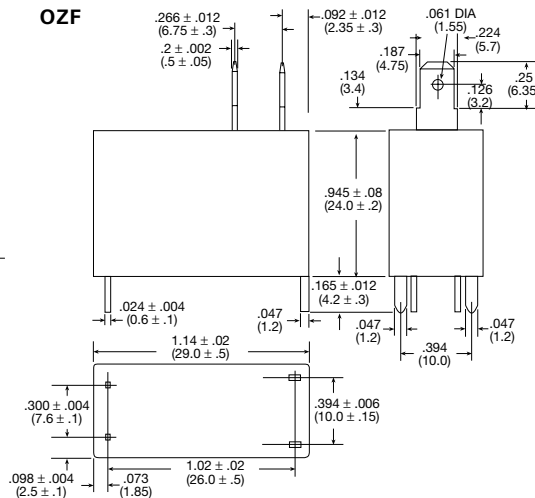 OZF
.266 ± .012
(6.75 ± .3)
.2 ± .002
(.5 ± .05)
.092 ± .012
(2.35 ± .3)
.061 DIA
(1.55)
.224
(5.7)
.187
(4.75)
.134
(3.4)
.25
(6.35
.126
(3.2)
.945 ± .08
(24.0 ± .2)
.165 ± .012
(4.2 ± .3)
.024 ± .004
(0.6 ± .1)
.047
(1.2)
.047
(1.2)
.047
(1.2)
.394
(10.0)
1.14 ± .02
(29.0 ± .5)
.300 ± .004
(7.6 ± .1)
.394 ± .006
(10.0 ± .15)
.098 ± .004
(2.5 ± .1)
.073
(1.85)
1.02 ± .02
(26.0 ± .5)